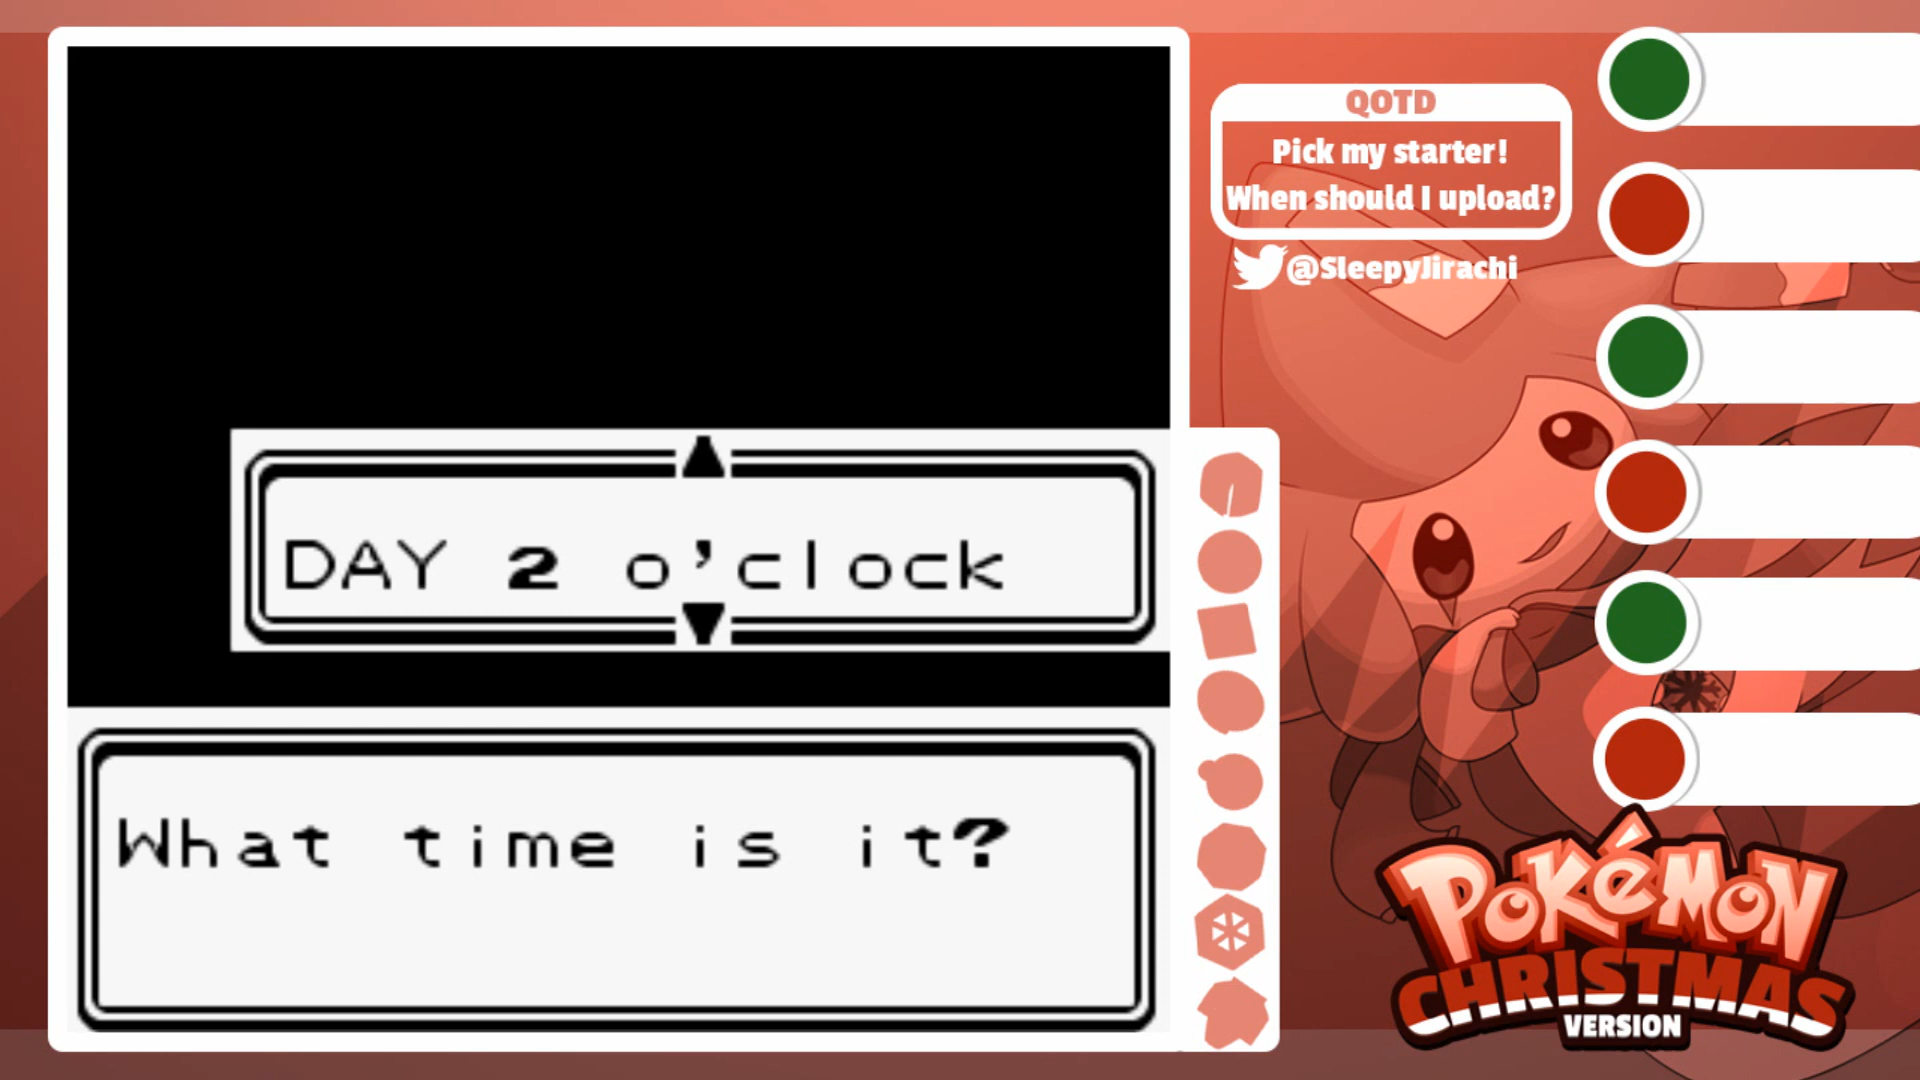 DAY 2 o'clock
What time is it?
QOTD
Pick my starter!
When should I upload?
@SleepyJirachi
POKéMON
CHRISTMAS
VERSION